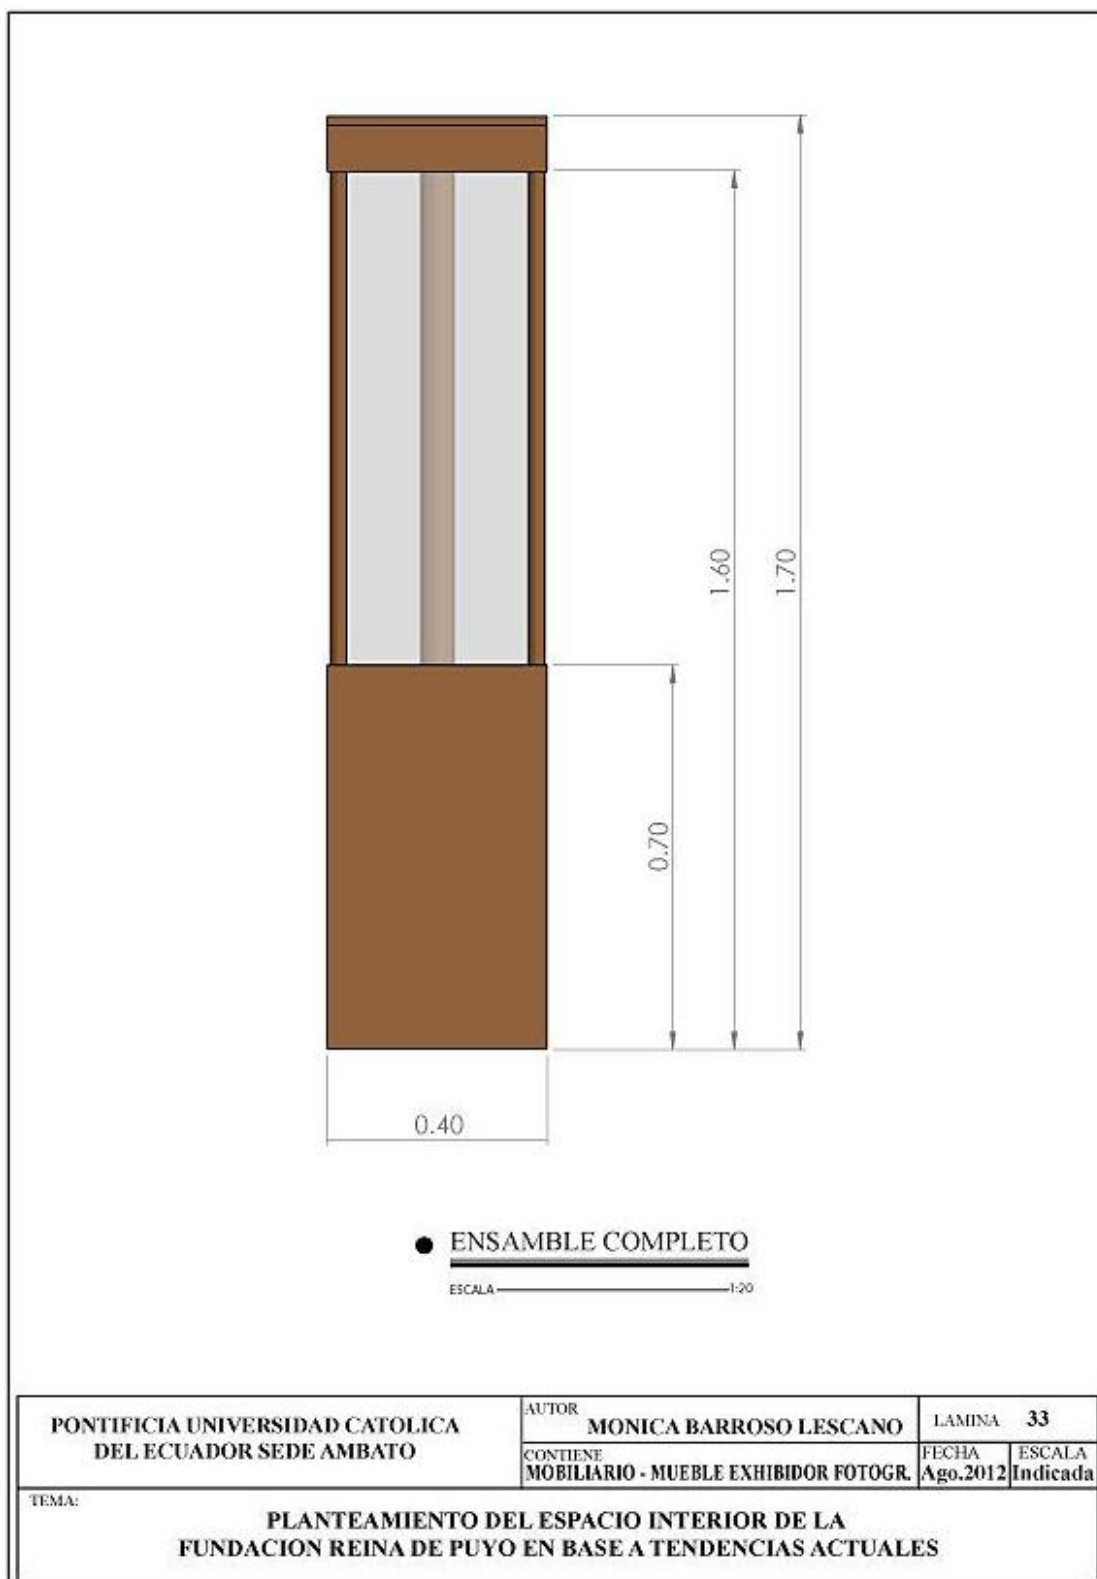 1.60
1.70
0.70
0.40
ENSAMBLE COMPLETO
ESCALA 1:20
PONTIFICIA UNIVERSIDAD CATOLICA
DEL ECUADOR SEDE AMBATO
AUTOR
MONICA BARROSO LESCANO
LAMINA 33
CONTIENE
MOBILIARIO - MUEBLE EXHIBIDOR FOTOGR.
FECHA
Ago.2012
ESCALA
Indicada
TEMA:
PLANTEAMIENTO DEL ESPACIO INTERIOR DE LA
FUNDACION REINA DE PUYO EN BASE A TENDENCIAS ACTUALES